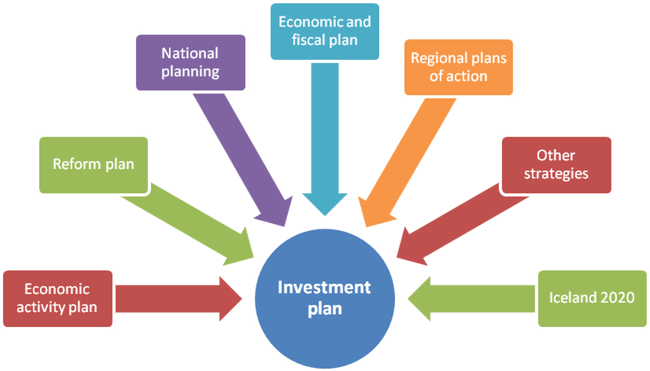 Economic and
fiscal plan
National
planning
Regional plans
of action
Reform plan
Other
strategies
Economic
activity plan
Investment
plan
Iceland 2020